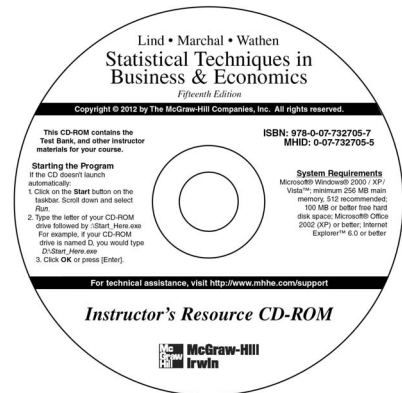 Lind • Marchal • Wathen
Statistical Techniques in
Business & Economics
Fifteenth Edition
Copyright © 2012 by The McGraw-Hill Companies, Inc. All rights reserved.
This CD-ROM contains the
Test Bank, and other instructor
materials for your course.
Starting the Program
If the CD doesn't launch
automatically:
1. Click on the Start button on the
taskbar. Scroll down and select
Run.
2. Type the letter of your CD-ROM
drive followed by :\Start_Here.exe
For example, if your CD-ROM
drive is named D, you would type
D:\Start_Here.exe
3. Click OK or press [Enter].
ISBN: 978-0-07-732705-7
MHID: 0-07-732705-5
System Requirements
Microsoft® Windows® 2000 / XP /
Vista™; minimum 256 MB main
memory, 512 recommended;
100 MB or better free hard
disk space; Microsoft® Office
2002 (XP) or better; Internet
Explorer™ 6.0 or better
For technical assistance, visit http://www.mhhe.com/support
Instructor's Resource CD-ROM
Mc
Graw
Hill
McGraw-Hill
Irwin